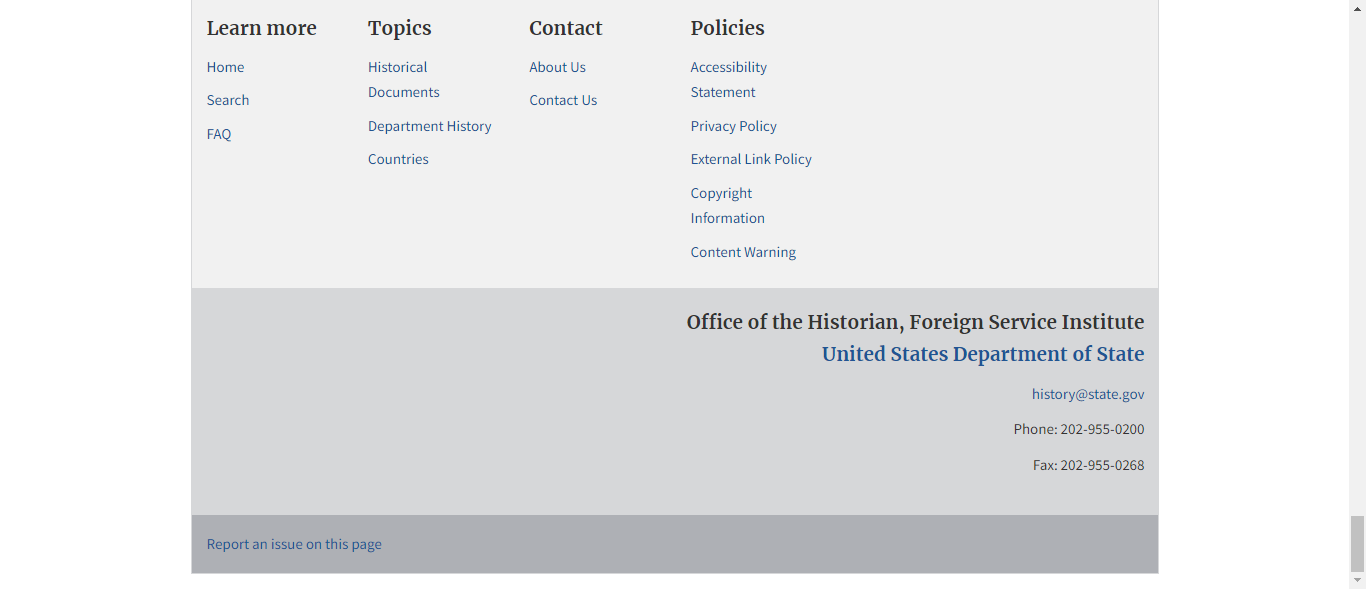 Learn more
Home
Search
FAQ
Topics
Historical
Documents
Department History
Countries
Contact
About Us
Contact Us
Policies
Accessibility
Statement
Privacy Policy
External Link Policy
Copyright
Information
Content Warning
Office of the Historian, Foreign Service Institute
United States Department of State
history@state.gov
Phone: 202-955-0200
Fax: 202-955-0268
Report an issue on this page